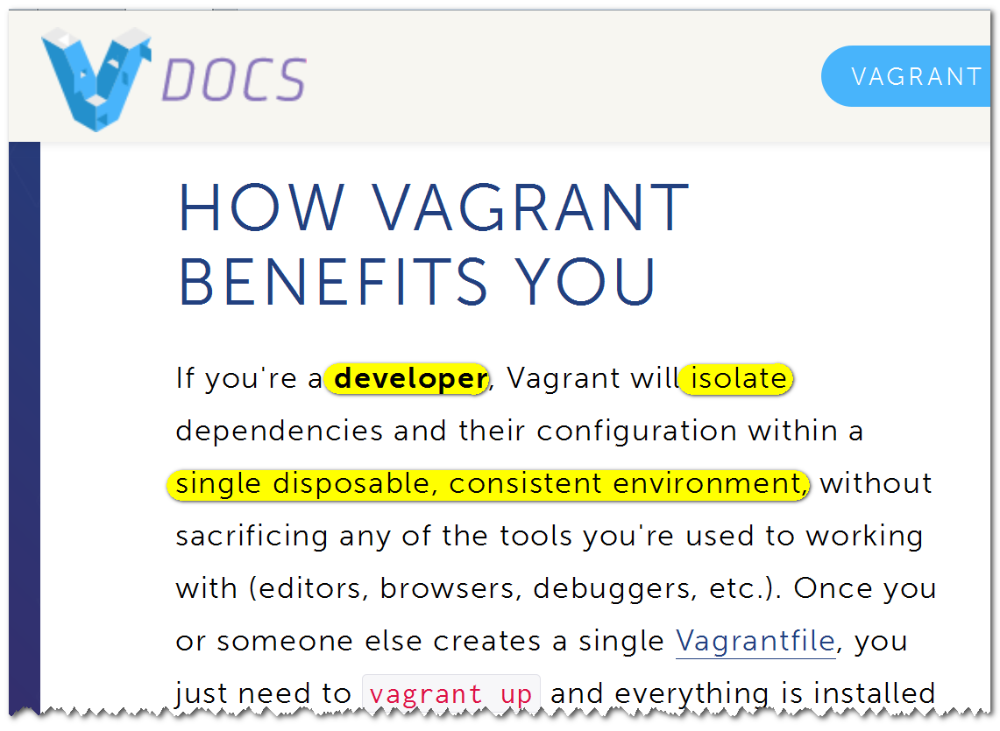 DOCS
VAGRANT
HOW VAGRANT
BENEFITS YOU
If you're a developer, Vagrant will isolate
dependencies and their configuration within a
single disposable, consistent environment, without
sacrificing any of the tools you're used to working
with (editors, browsers, debuggers, etc.). Once you
or someone else creates a single Vagrantfile, you
just need to vagrant up and everything is installed